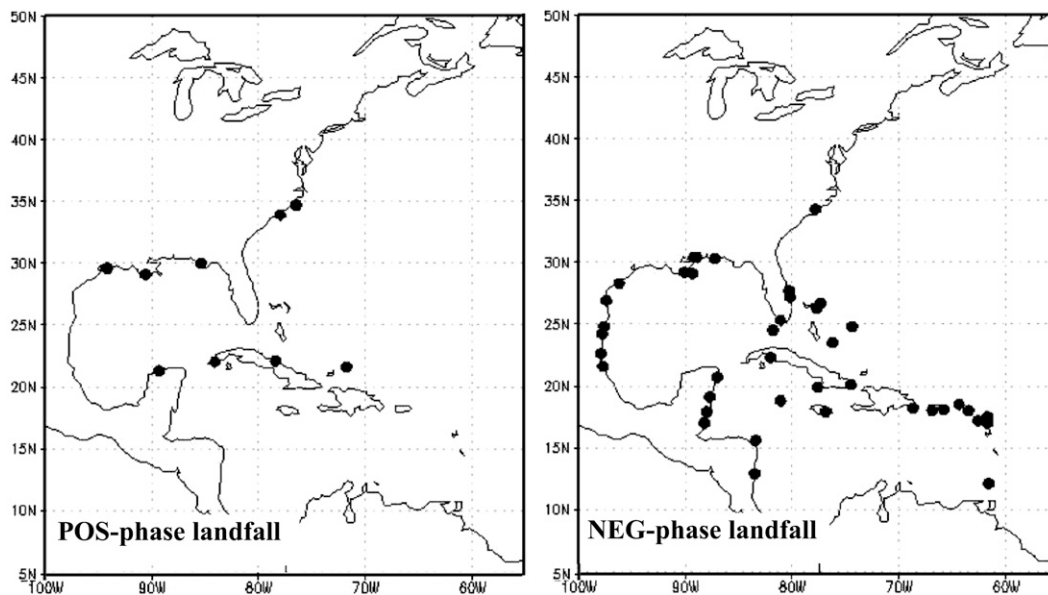 50N
45N
40N
35N
30N
25N
20N
15N
10N
5N
POS-phase landfall
100W 90W 80W 70W 60W
50N
45N
40N
35N
30N
25N
20N
15N
10N
5N
NEG-phase landfall
100W 90W 80W 70W 60W